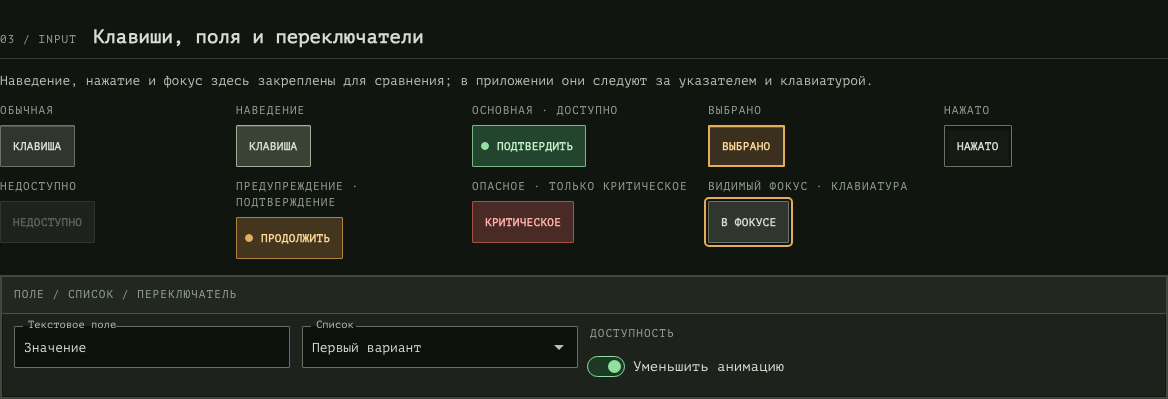 03 / INPUT Клавиши, поля и переключатели
Наведение, нажатие и фокус здесь закреплены для сравнения; в приложении они следуют за указателем и клавиатурой.
ОБЫЧНАЯ
КЛАВИША
НАВЕДЕНИЕ
КЛАВИША
ОСНОВНАЯ · ДОСТУПНО
ПОДТВЕРДИТЬ
ВЫБРАНО
ВЫБРАНО
НАЖАТО
НАЖАТО
НЕДОСТУПНО
НЕДОСТУПНО
ПРЕДУПРЕЖДЕНИЕ ·
ПОДТВЕРЖДЕНИЕ
ПРОДОЛЖИТЬ
ОПАСНОЕ · ТОЛЬКО КРИТИЧЕСКОЕ
КРИТИЧЕСКОЕ
ВИДИМЫЙ ФОКУС · КЛАВИАТУРА
В ФОКУСЕ
ПОЛЕ / СПИСОК / ПЕРЕКЛЮЧАТЕЛЬ
Текстовое поле
Значение
Список
Первый вариант
ДОСТУПНОСТЬ
Уменьшить анимацию